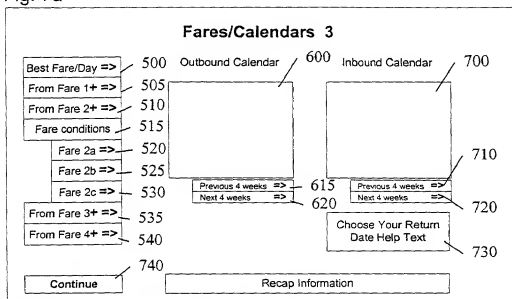 Fares/Calendars 3
Best Fare/Day => 500
From Fare 1+ => 505
From Fare 2+ => 510
Fare conditions 515
Fare 2a => 520
Fare 2b => 525
Fare 2c => 530
From Fare 3+ => 535
From Fare 4+ => 540
Outbound Calendar 600
Previous 4 weeks => 615
Next 4 weeks => 620
Inbound Calendar 700
Previous 4 weeks => 710
Next 4 weeks => 720
Choose Your Return
Date Help Text
730
740
Continue
Recap Information